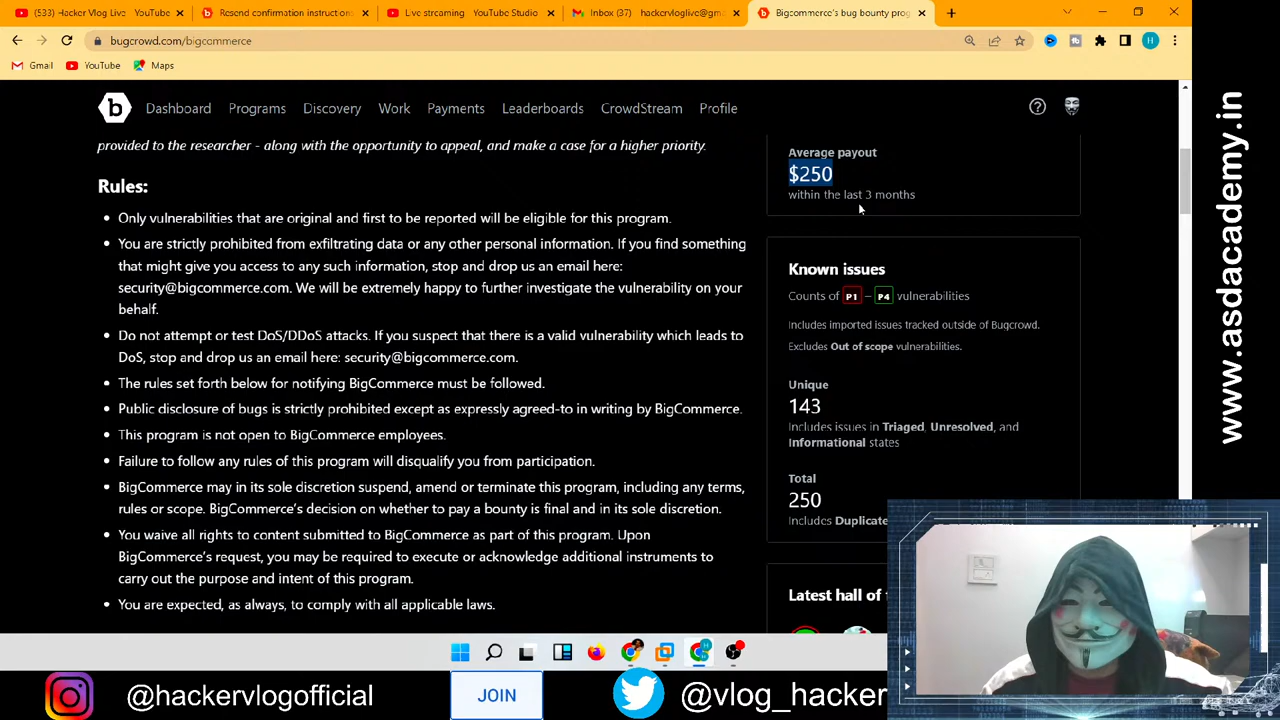 (533) Hacker Vlog Live - YouTube
Resend confirmation instructions
Live streaming - YouTube Studio
Inbox (37) - hackervloglive@gm
Bigcommerce's bug bounty prog
bugcrowd.com/bigcommerce
H
Gmail
YouTube
Maps
b
Dashboard
Programs
Discovery
Work
Payments
Leaderboards
CrowdStream
Profile
provided to the researcher - along with the opportunity to appeal, and make a case for a higher priority.
Rules:
• Only vulnerabilities that are original and first to be reported will be eligible for this program.
• You are strictly prohibited from exfiltrating data or any other personal information. If you find something
that might give you access to any such information, stop and drop us an email here:
security@bigcommerce.com. We will be extremely happy to further investigate the vulnerability on your
behalf.
• Do not attempt or test DoS/DDoS attacks. If you suspect that there is a valid vulnerability which leads to
DoS, stop and drop us an email here: security@bigcommerce.com.
• The rules set forth below for notifying BigCommerce must be followed.
• Public disclosure of bugs is strictly prohibited except as expressly agreed-to in writing by BigCommerce.
• This program is not open to BigCommerce employees.
• Failure to follow any rules of this program will disqualify you from participation.
• BigCommerce may in its sole discretion suspend, amend or terminate this program, including any terms,
rules or scope. BigCommerce's decision on whether to pay a bounty is final and in its sole discretion.
• You waive all rights to content submitted to BigCommerce as part of this program. Upon
BigCommerce's request, you may be required to execute or acknowledge additional instruments to
carry out the purpose and intent of this program.
• You are expected, as always, to comply with all applicable laws.
Average payout
$250
within the last 3 months
Known issues
Counts of P1 – P4 vulnerabilities
Includes imported issues tracked outside of Bugcrowd.
Excludes Out of scope vulnerabilities.
Unique
143
Includes issues in Triaged, Unresolved, and
Informational states
Total
250
Includes Duplicate
Latest hall of
www.asdacademy.in
@hackervlogofficial
JOIN
@vlog_hacker